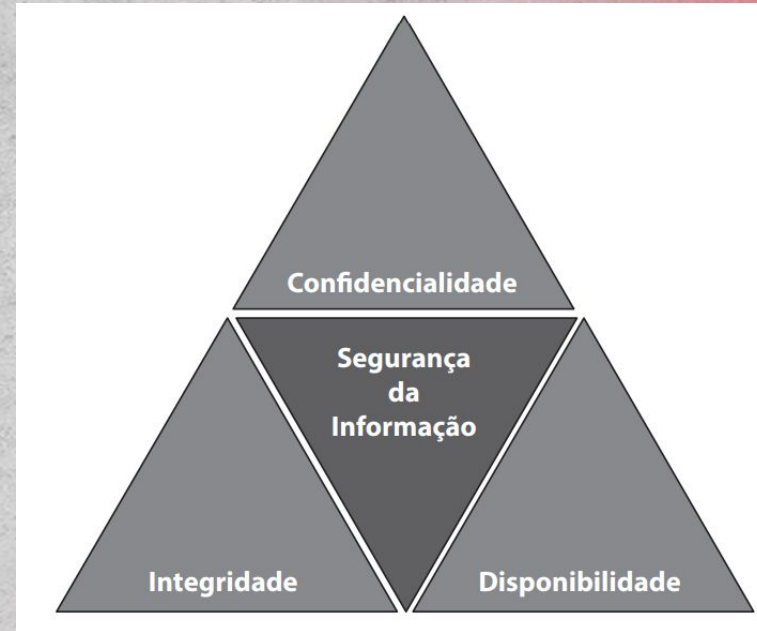 Confidencialidade
Segurança
da
Informação
Integridade
Disponibilidade